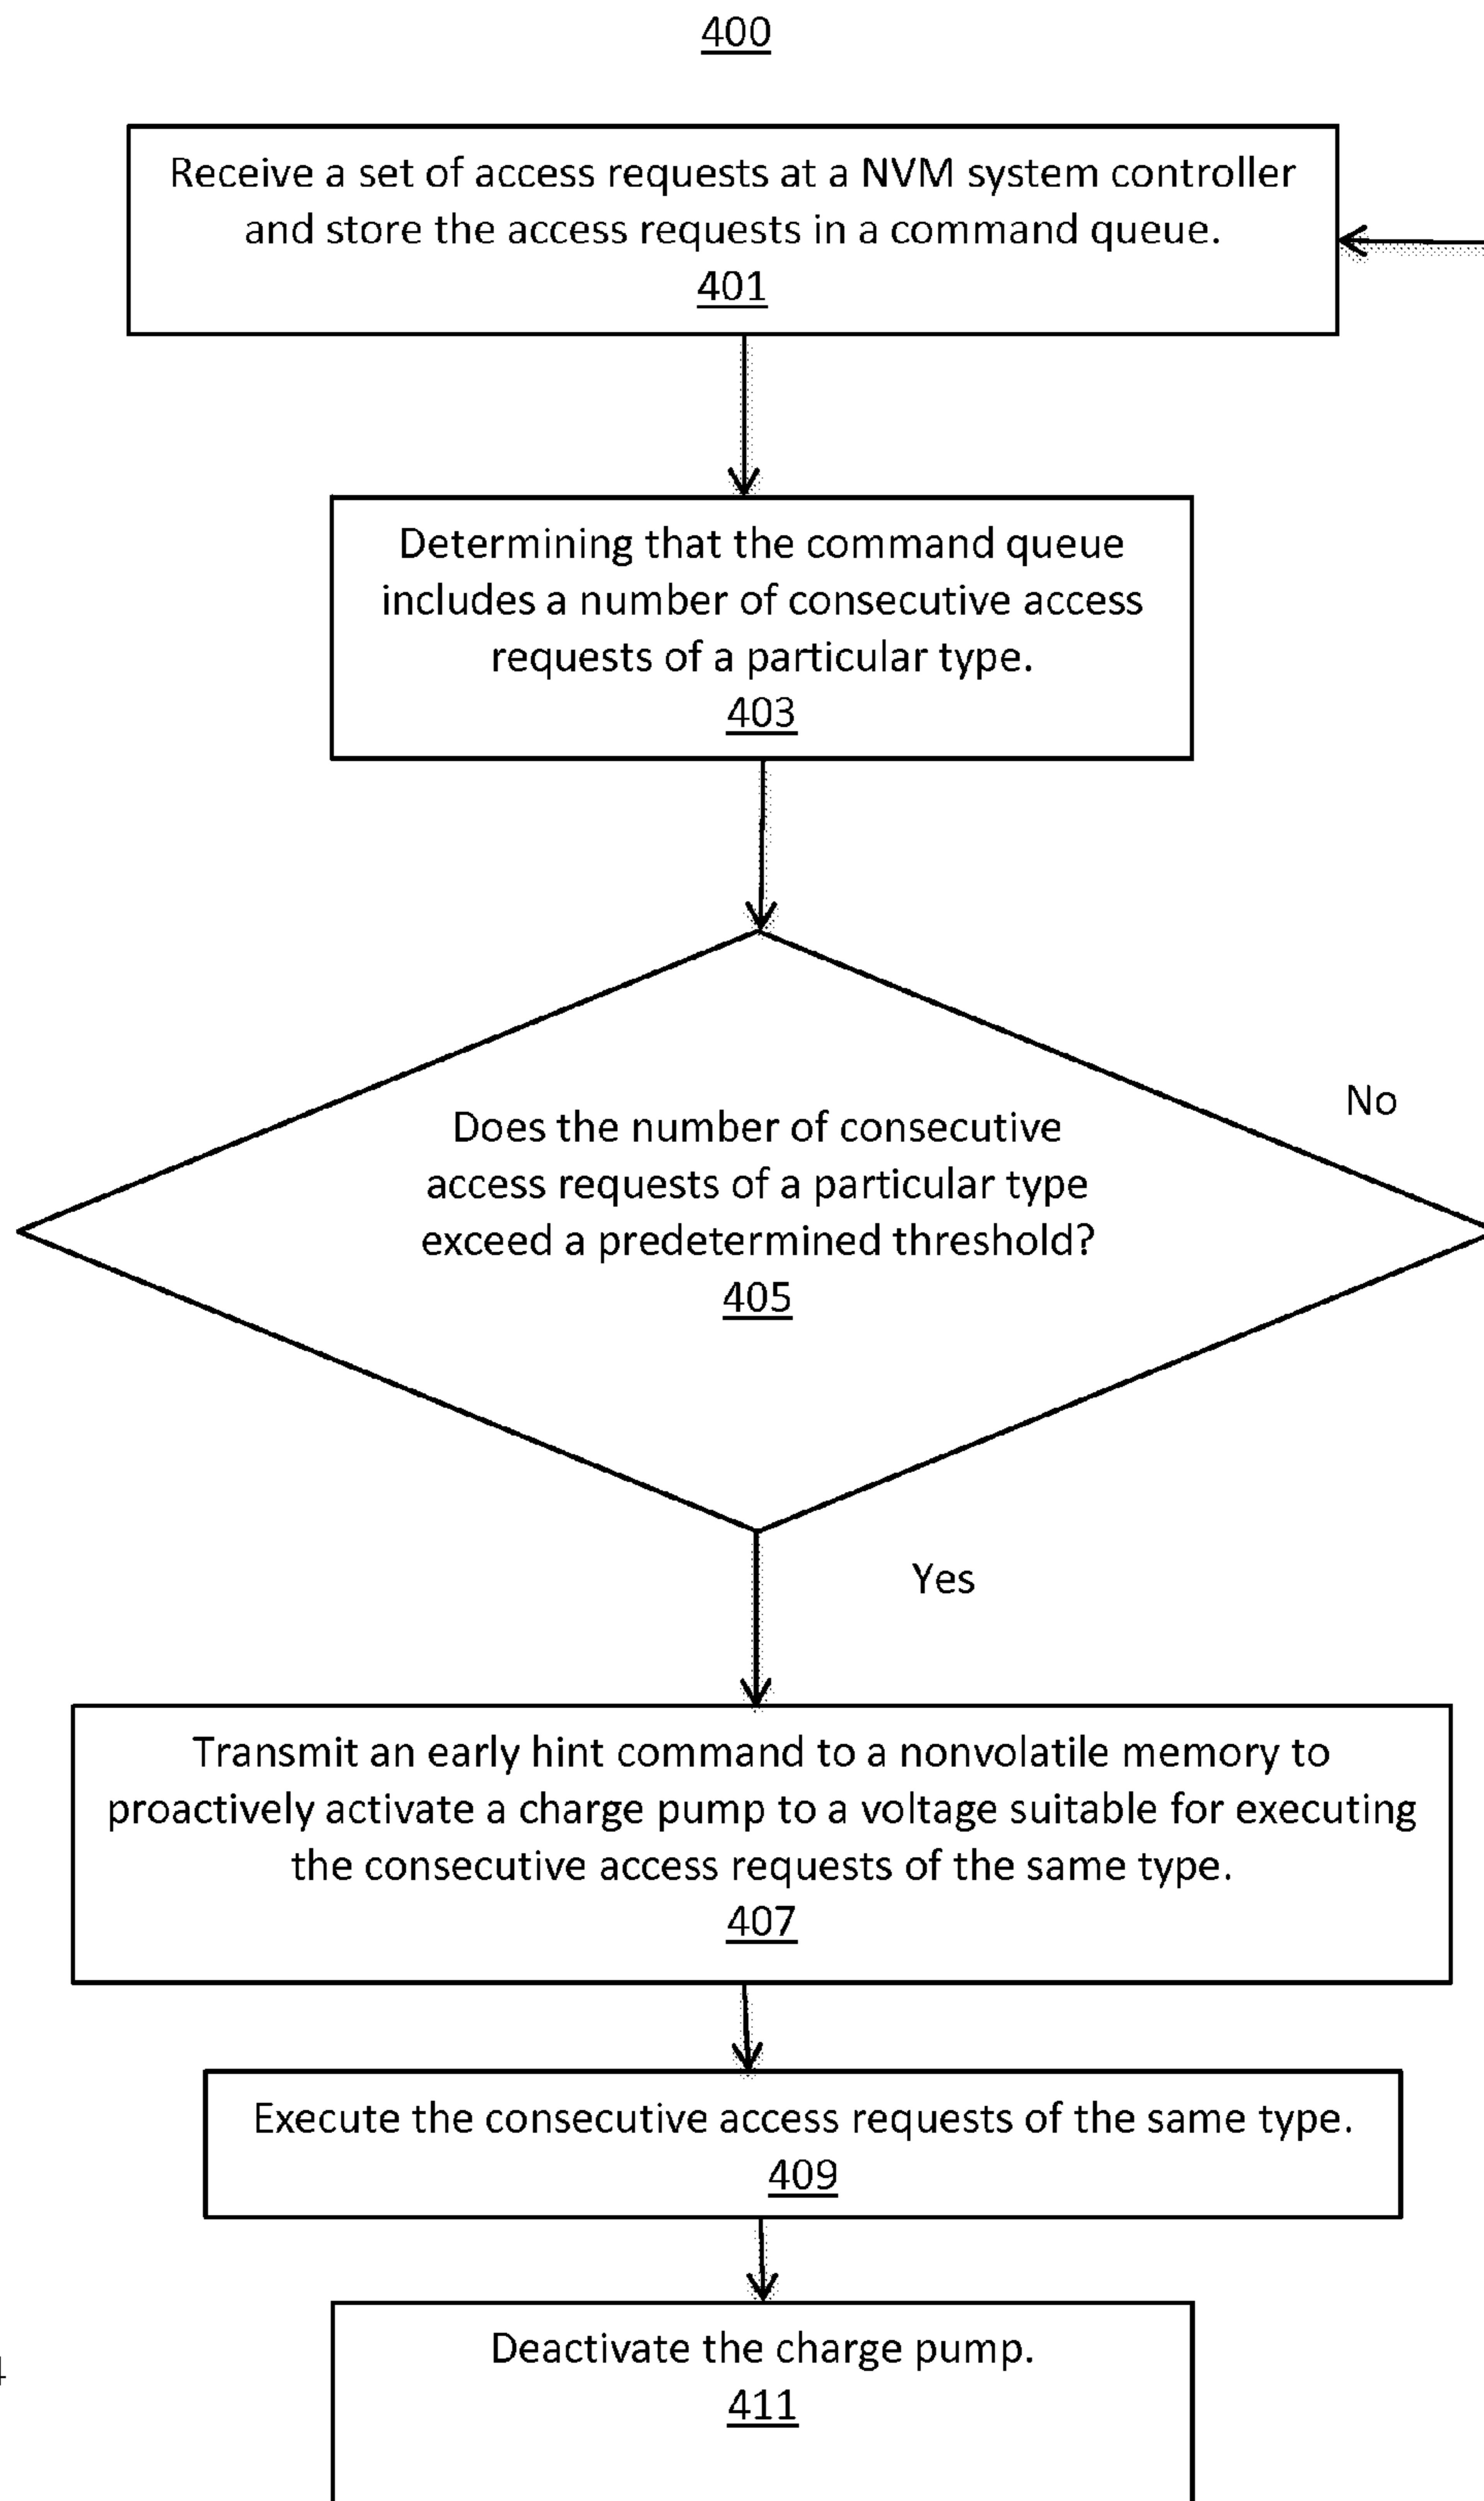 400
Receive a set of access requests at a NVM system controller
and store the access requests in a command queue.
401
Determining that the command queue
includes a number of consecutive access
requests of a particular type.
403
No
Does the number of consecutive
access requests of a particular type
exceed a predetermined threshold?
405
Yes
Transmit an early hint command to a nonvolatile memory to
proactively activate a charge pump to a voltage suitable for executing
the consecutive access requests of the same type.
407
Execute the consecutive access requests of the same type.
409
Deactivate the charge pump.
411